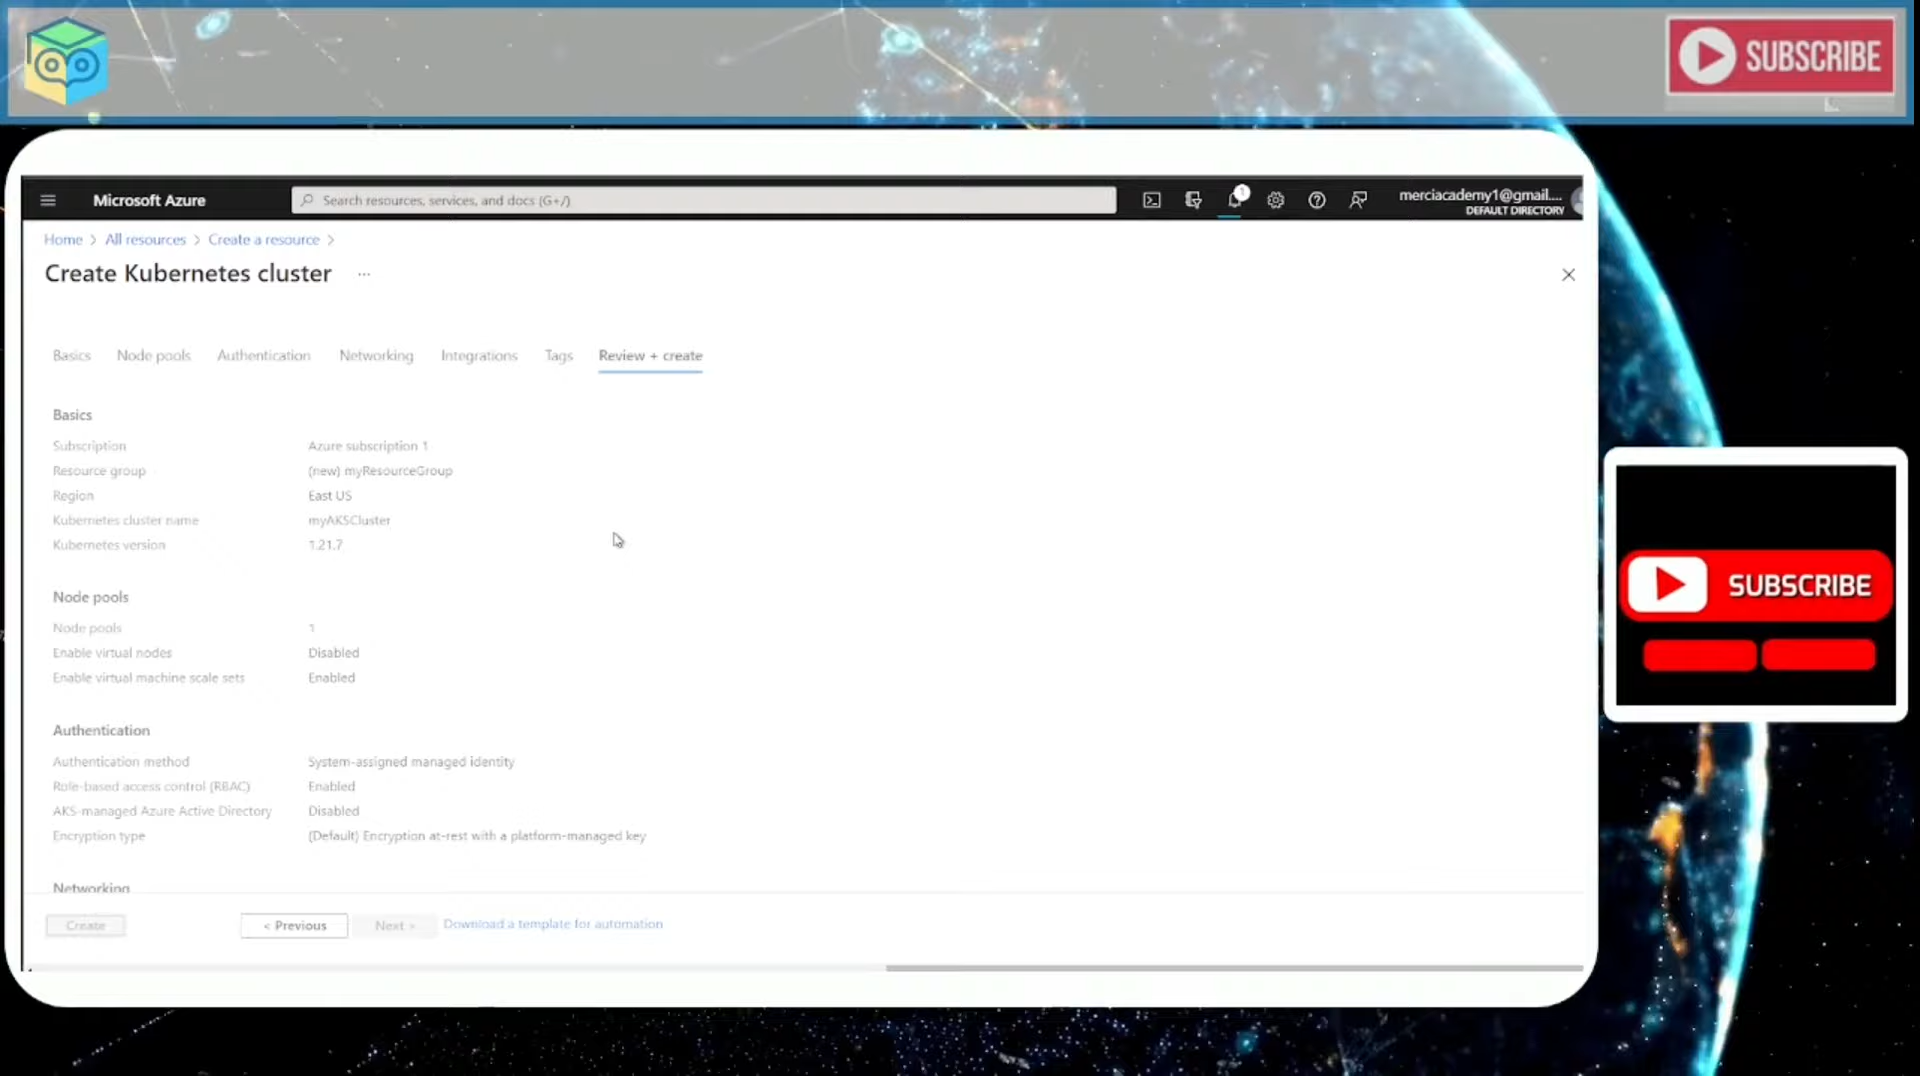 SUBSCRIBE
Microsoft Azure
Search resources, services, and docs (G+/)
1
merciacademy1@gmail....
DEFAULT DIRECTORY
Home > All resources > Create a resource >
Create Kubernetes cluster ...
Basics Node pools Authentication Networking Integrations Tags Review + create
Basics
Subscription Azure subscription 1
Resource group (new) myResourceGroup
Region East US
Kubernetes cluster name myAKSCluster
Kubernetes version 1.21.7
Node pools
Node pools 1
Enable virtual nodes Disabled
Enable virtual machine scale sets Enabled
Authentication
Authentication method System-assigned managed identity
Role-based access control (RBAC) Enabled
AKS-managed Azure Active Directory Disabled
Encryption type (Default) Encryption at-rest with a platform-managed key
Networking
Create < Previous Next > Download a template for automation
SUBSCRIBE